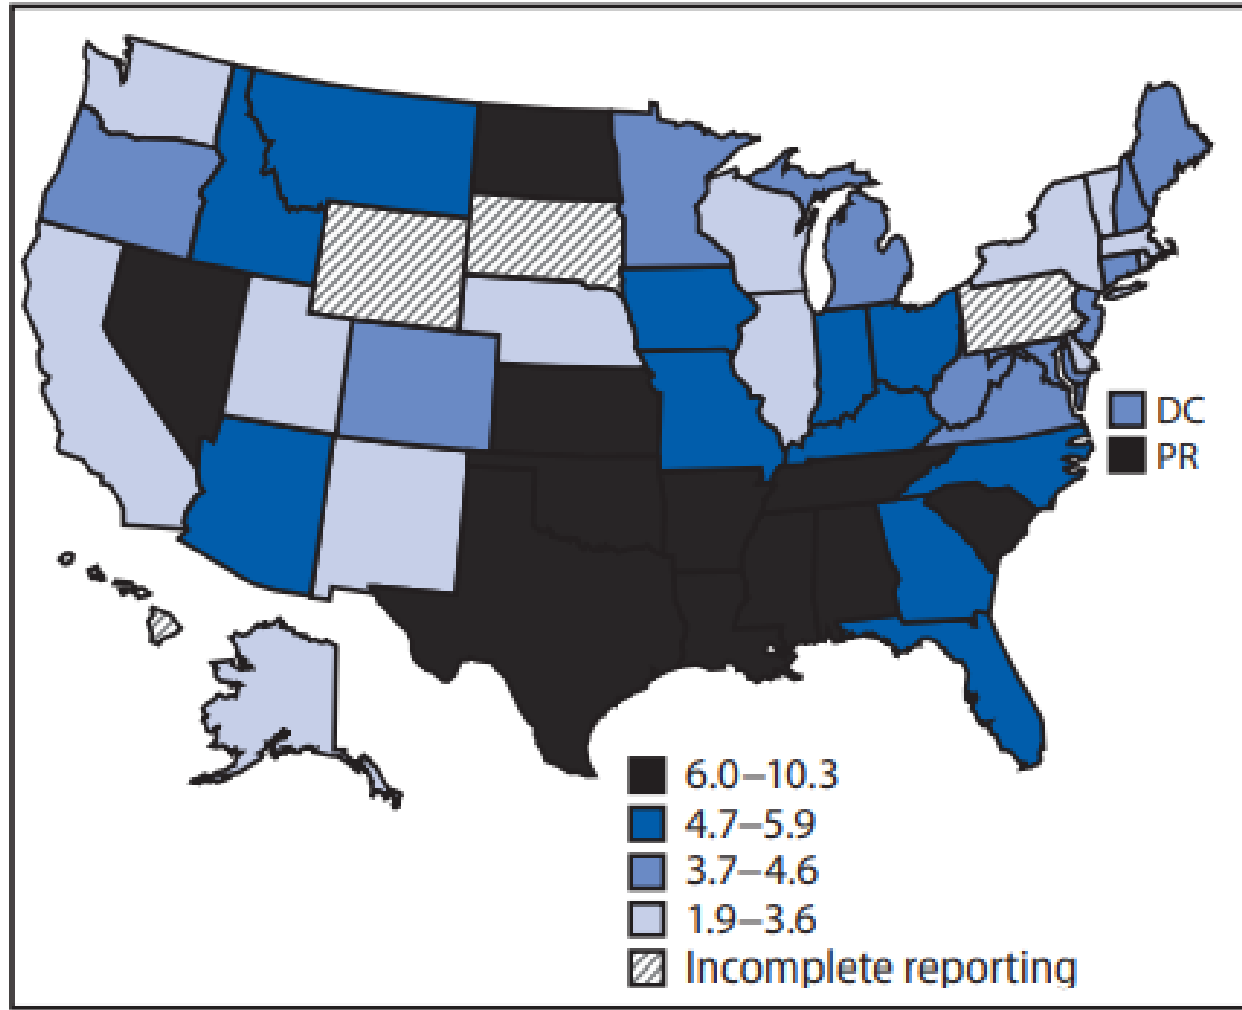 DC
PR
6.0–10.3
4.7–5.9
3.7–4.6
1.9–3.6
Incomplete reporting